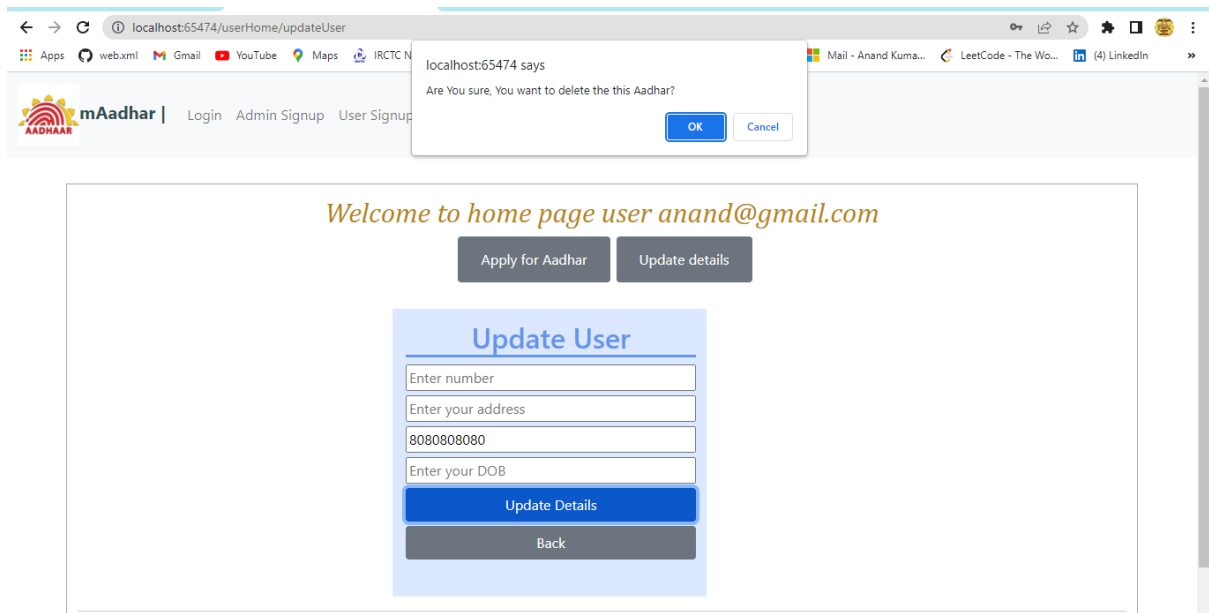 localhost:65474/userHome/updateUser
Apps web.xml Gmail YouTube Maps IRCTC N Mail - Anand Kuma... LeetCode - The Wo... (4) LinkedIn »
localhost:65474 says
Are You sure, You want to delete the this Aadhar?
OK Cancel
AADHAAR
mAadhar | Login Admin Signup User Signup
Welcome to home page user anand@gmail.com
Apply for Aadhar Update details
Update User
Enter number
Enter your address
8080808080
Enter your DOB
Update Details
Back